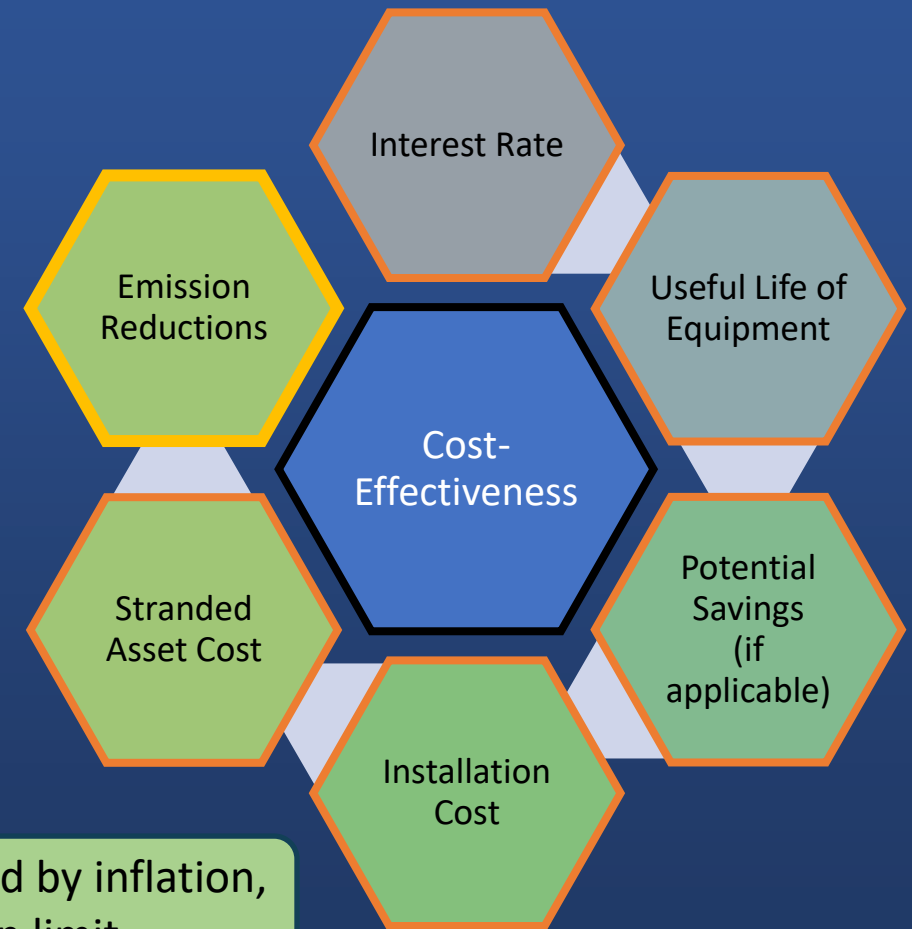 Interest Rate
Emission
Reductions
Useful Life of
Equipment
Cost-
Effectiveness
Stranded
Asset Cost
Potential
Savings
(if
applicable)
Installation
Cost
by inflation,
limit